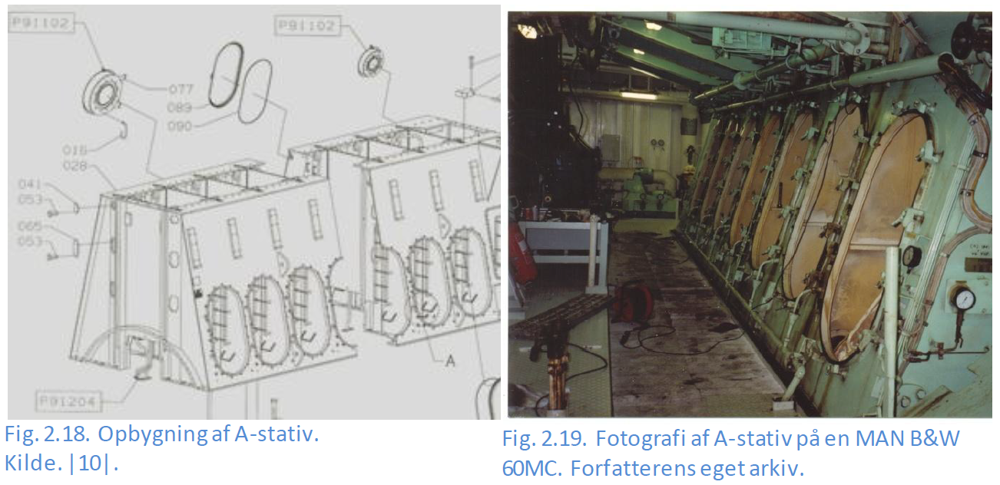 P91102
P91102
077
089
090
016
028
041
053
065
053
A
P91204
Fig. 2.18. Opbygning af A-stativ.
Kilde. |10|.
Fig. 2.19. Fotografi af A-stativ på en MAN B&W
60MC. Forfatterens eget arkiv.